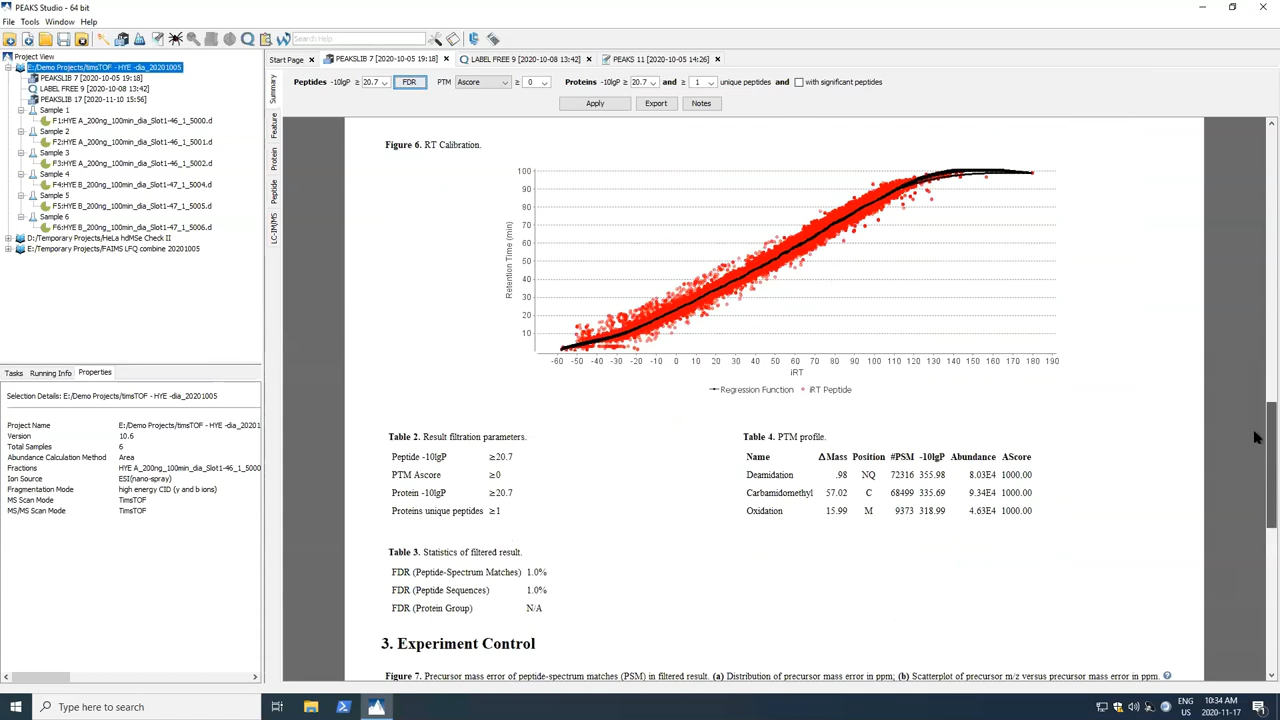 PEAKS Studio - 64 bit
File Tools Window Help
Search Help
Project View
E:/Demo Projects/timsTOF - HYE -dia_20201005
PEAKSLIB 7 [2020-10-05 19:18]
LABEL FREE 9 [2020-10-08 13:42]
PEAKSLIB 17 [2020-11-10 15:56]
Sample 1
F1:HYE A_200ng_100min_dia_Slot1-46_1_5000.d
Sample 2
F2:HYE A_200ng_100min_dia_Slot1-46_1_5001.d
Sample 3
F3:HYE A_200ng_100min_dia_Slot1-46_1_5002.d
Sample 4
F4:HYE B_200ng_100min_dia_Slot1-47_1_5004.d
Sample 5
F5:HYE B_200ng_100min_dia_Slot1-47_1_5005.d
Sample 6
F6:HYE B_200ng_100min_dia_Slot1-47_1_5006.d
D:/Temporary Projects/HeLa hdMSe Check II
E:/Temporary Projects/FAIMS LFQ combine 20201005
Tasks Running Info Properties
Selection Details: E:/Demo Projects/timsTOF - HYE -dia_20201005
Project Name E:/Demo Projects/timsTOF - HYE -dia_20201
Version 10.6
Total Samples 6
Abundance Calculation Method Area
Fractions HYE A_200ng_100min_dia_Slot1-46_1_5000
Ion Source ESI(nano-spray)
Fragmentation Mode high energy CID (y and b ions)
MS Scan Mode TimsTOF
MS/MS Scan Mode TimsTOF
Start Page PEAKSLIB 7 [2020-10-05 19:18] LABEL FREE 9 [2020-10-08 13:42] PEAKS 11 [2020-10-05 14:26]
Peptides -10lgP ≥ 20.7 FDR PTM Ascore ≥ 0 Proteins -10lgP ≥ 20.7 and ≥ 1 unique peptides and with significant peptides
Apply Export Notes
Summary
Feature
Protein
Peptide
LC-IM/MS
Figure 6. RT Calibration.
100
90
80
70
60
50
40
30
20
10
Retention Time (min)
-60 -50 -40 -30 -20 -10 0 10 20 30 40 50 60 70 80 90 100 110 120 130 140 150 160 170 180 190
iRT
Regression Function iRT Peptide
Table 2. Result filtration parameters.
Peptide -10lgP ≥20.7
PTM Ascore ≥0
Protein -10lgP ≥20.7
Proteins unique peptides ≥1
Table 4. PTM profile.
Name ΔMass Position #PSM -10lgP Abundance AScore
Deamidation .98 NQ 72316 355.98 8.03E4 1000.00
Carbamidomethyl 57.02 C 68499 335.69 9.34E4 1000.00
Oxidation 15.99 M 9373 318.99 4.63E4 1000.00
Table 3. Statistics of filtered result.
FDR (Peptide-Spectrum Matches) 1.0%
FDR (Peptide Sequences) 1.0%
FDR (Protein Group) N/A
3. Experiment Control
Figure 7. Precursor mass error of peptide-spectrum matches (PSM) in filtered result. (a) Distribution of precursor mass error in ppm; (b) Scatterplot of precursor m/z versus precursor mass error in ppm.
Type here to search
ENG
US
10:34 AM
2020-11-17